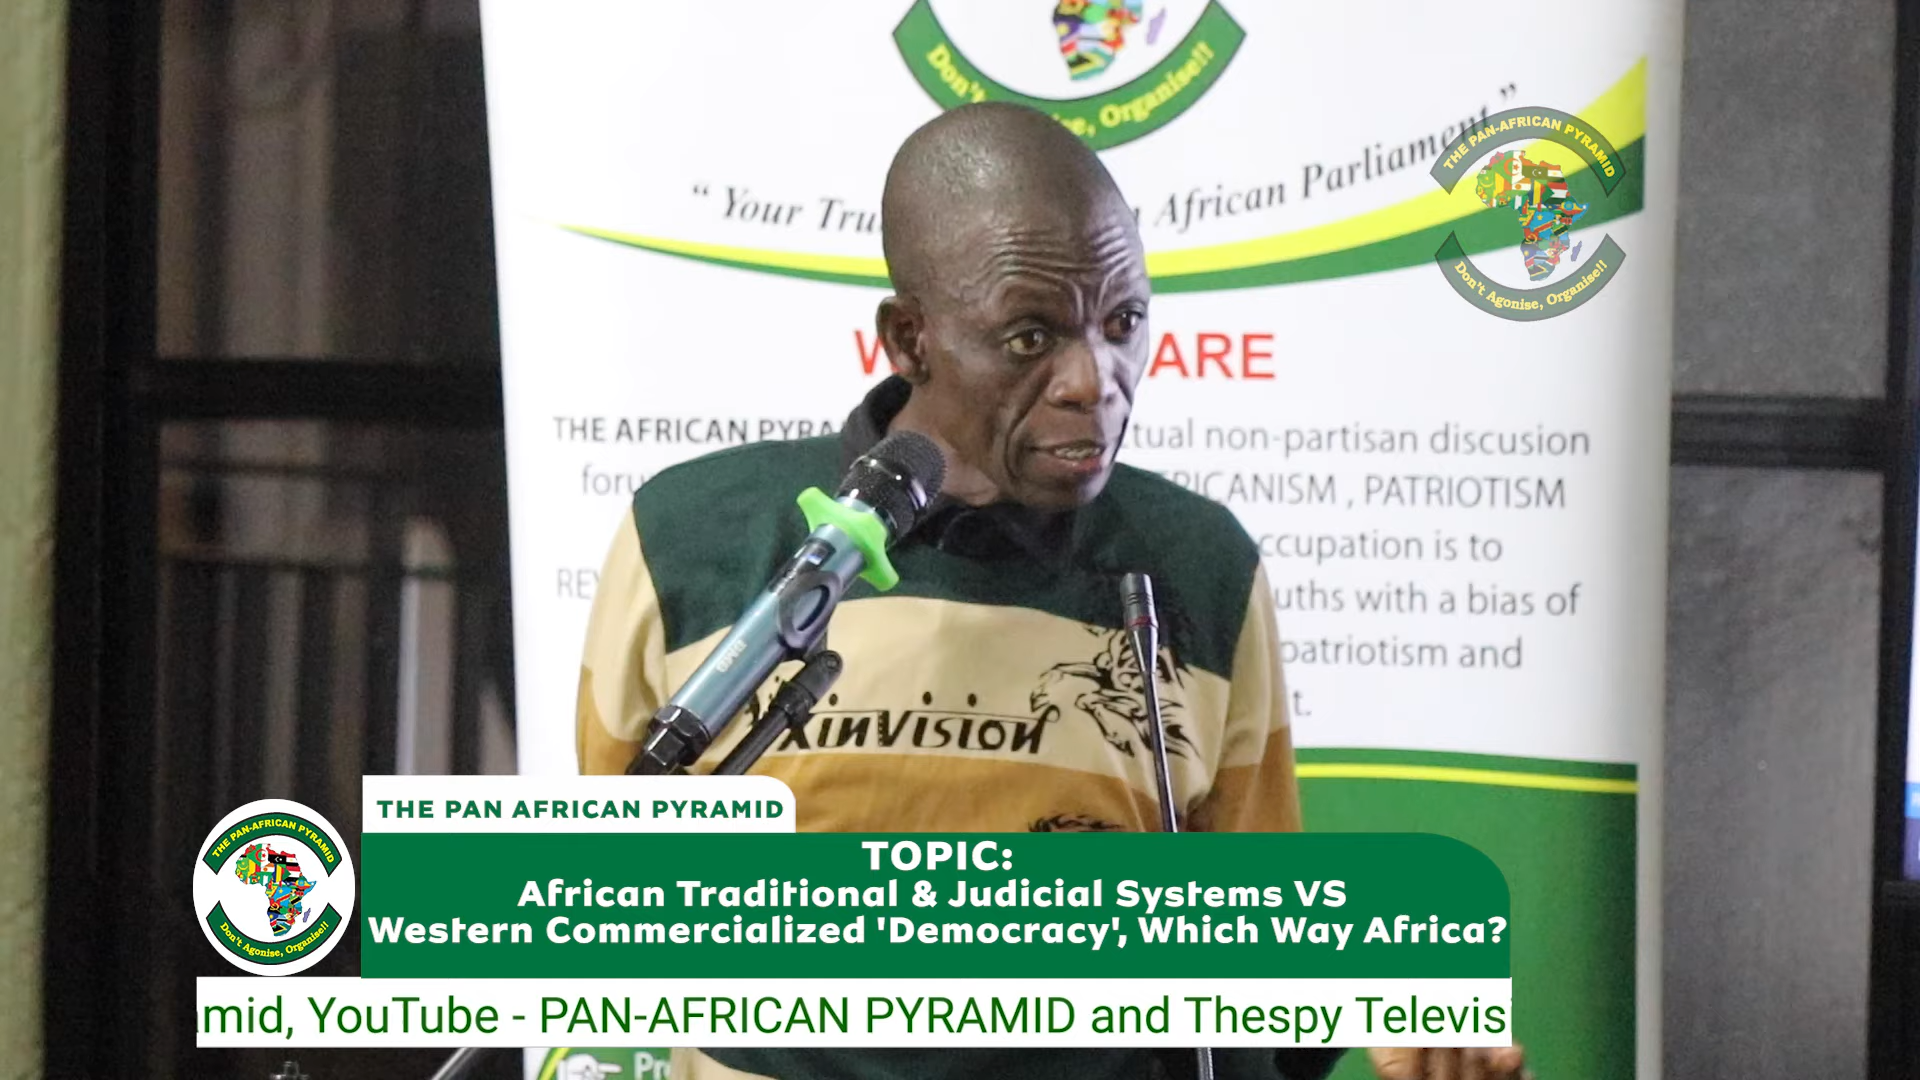 Don't
e, Organise!!
“ Your Tru
African Parliament ”
THE PAN-AFRICAN PYRAMID
Don't Agonise, Organise!!
W
ARE
THE AFRICAN PYRA
tual non-partisan discusion
foru
RICANISM , PATRIOTISM
ccupation is to
RE
uths with a bias of
patriotism and
t.
XinVision
THE PAN AFRICAN PYRAMID
THE PAN-AFRICAN PYRAMID
Don't Agonise, Organise!!
TOPIC:
African Traditional & Judicial Systems VS
Western Commercialized 'Democracy', Which Way Africa?
amid, YouTube - PAN-AFRICAN PYRAMID and Thespy Televis
Pr